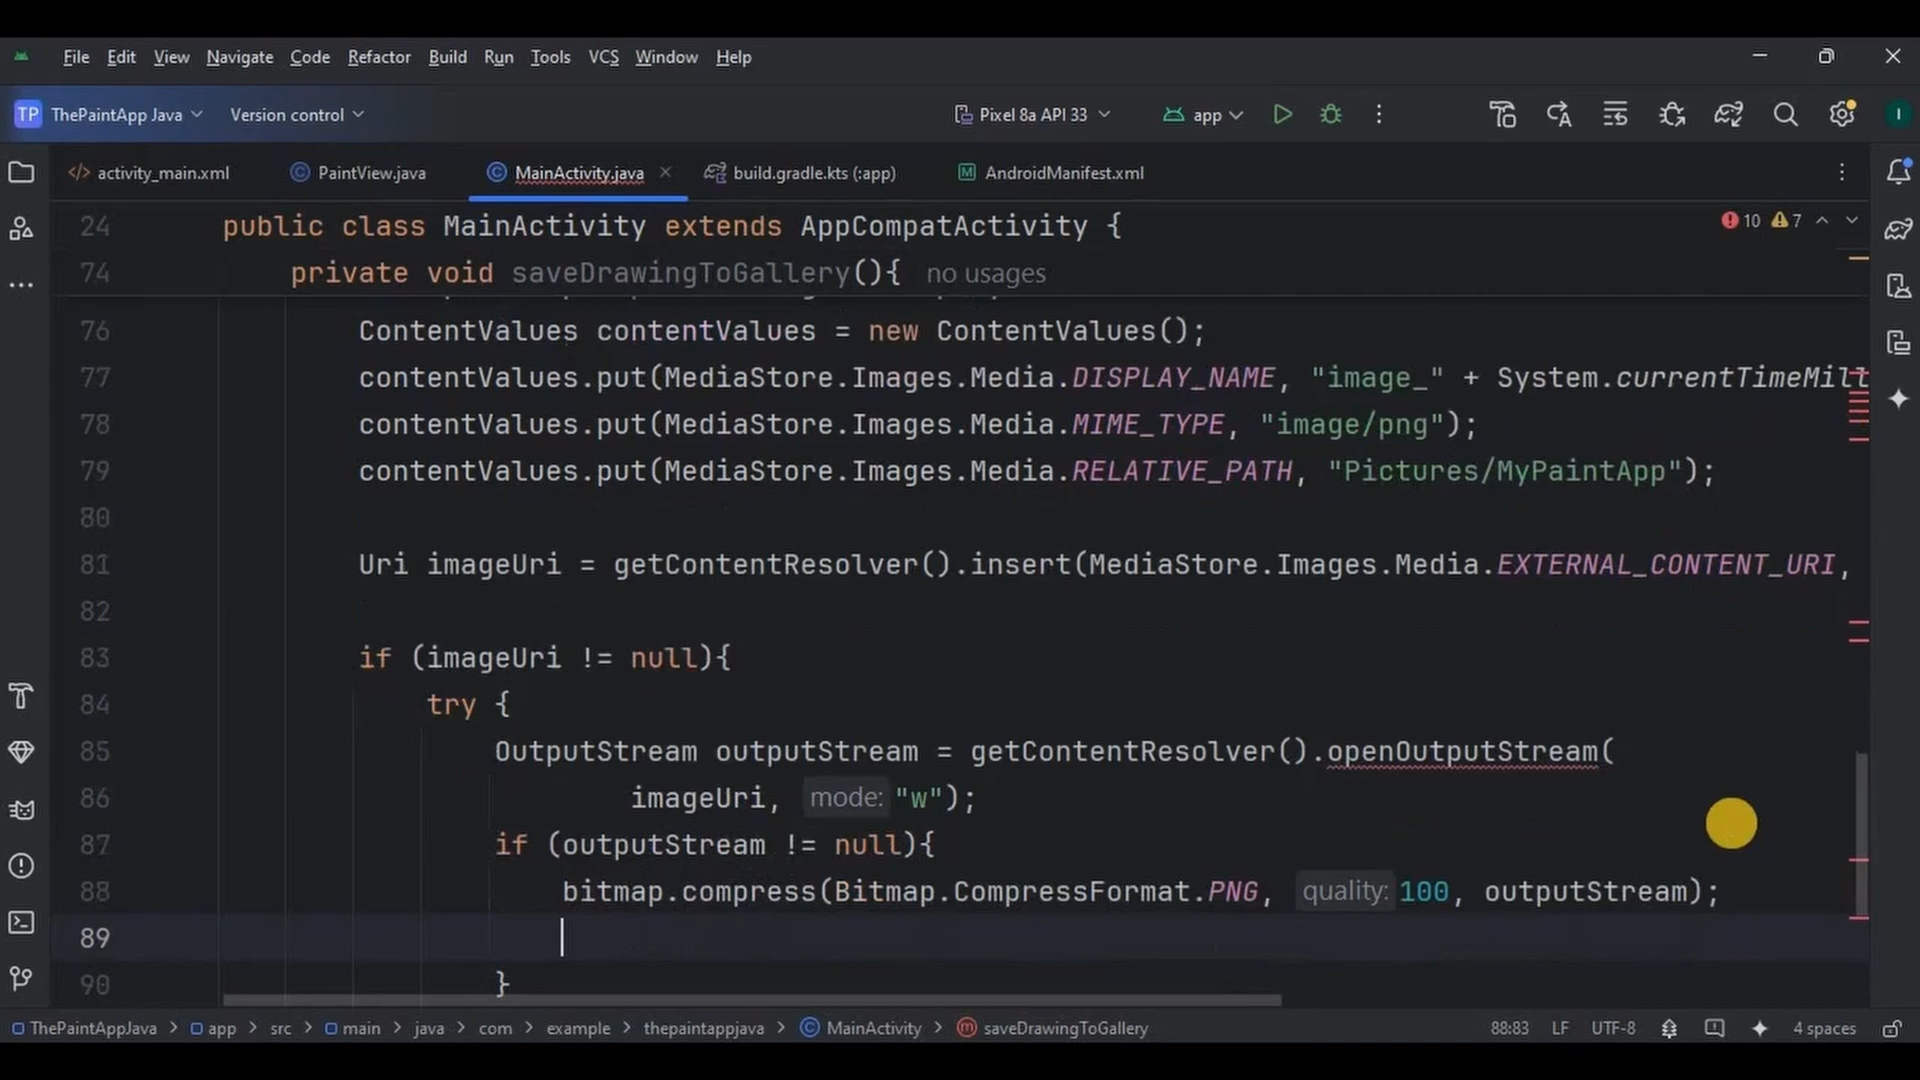 File Edit View Navigate Code Refactor Build Run Tools VCS Window Help
TP ThePaintApp Java Version control Pixel 8a API 33 app
activity_main.xml PaintView.java MainActivity.java build.gradle.kts (:app) AndroidManifest.xml
24 public class MainActivity extends AppCompatActivity { 10 7
74 private void saveDrawingToGallery(){ no usages
76 ContentValues contentValues = new ContentValues();
77 contentValues.put(MediaStore.Images.Media.DISPLAY_NAME, "image_" + System.currentTimeMill
78 contentValues.put(MediaStore.Images.Media.MIME_TYPE, "image/png");
79 contentValues.put(MediaStore.Images.Media.RELATIVE_PATH, "Pictures/MyPaintApp");
80
81 Uri imageUri = getContentResolver().insert(MediaStore.Images.Media.EXTERNAL_CONTENT_URI,
82
83 if (imageUri != null){
84 try {
85 OutputStream outputStream = getContentResolver().openOutputStream(
86 imageUri, mode: "w");
87 if (outputStream != null){
88 bitmap.compress(Bitmap.CompressFormat.PNG, quality: 100, outputStream);
89
90 }
ThePaintAppJava > app > src > main > java > com > example > thepaintappjava > MainActivity > saveDrawingToGallery 88:83 LF UTF-8 4 spaces